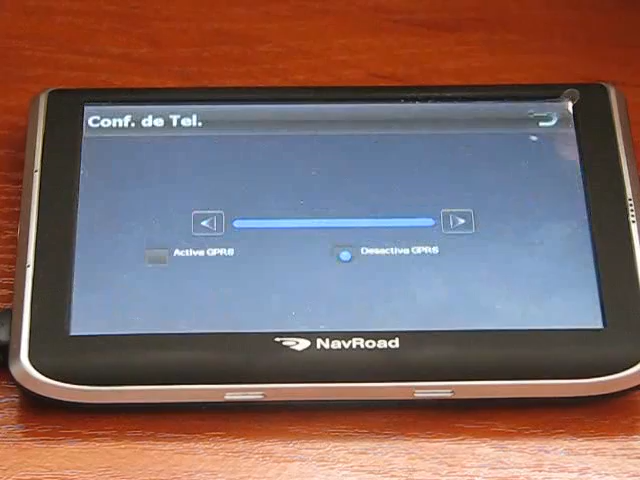 Conf. de Tel.
Active GPRS
Desactive GPRS
NavRoad